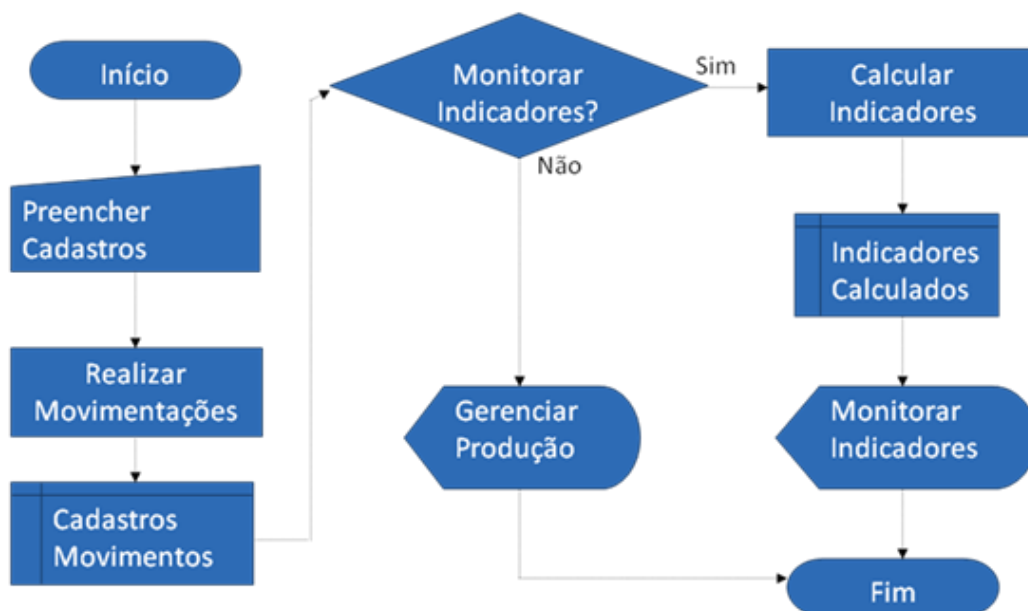 Início
Preencher
Cadastros
Realizar
Movimentações
Cadastros
Movimentos
Monitorar
Indicadores?
Sim
Não
Gerenciar
Produção
Calcular
Indicadores
Indicadores
Calculados
Monitorar
Indicadores
Fim